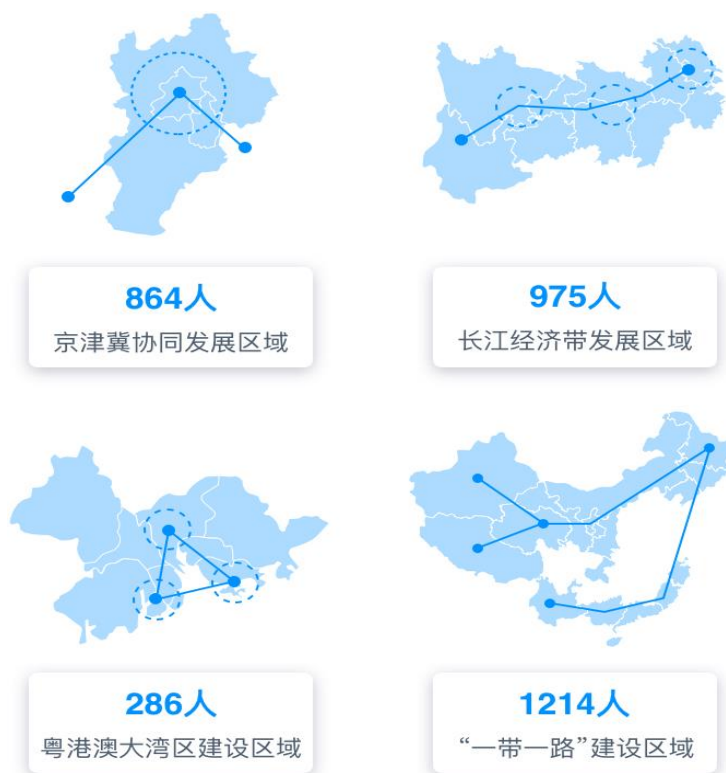 864人
京津冀协同发展区域
975人
长江经济带发展区域
286人
粤港澳大湾区建设区域
1214人
“一带一路”建设区域